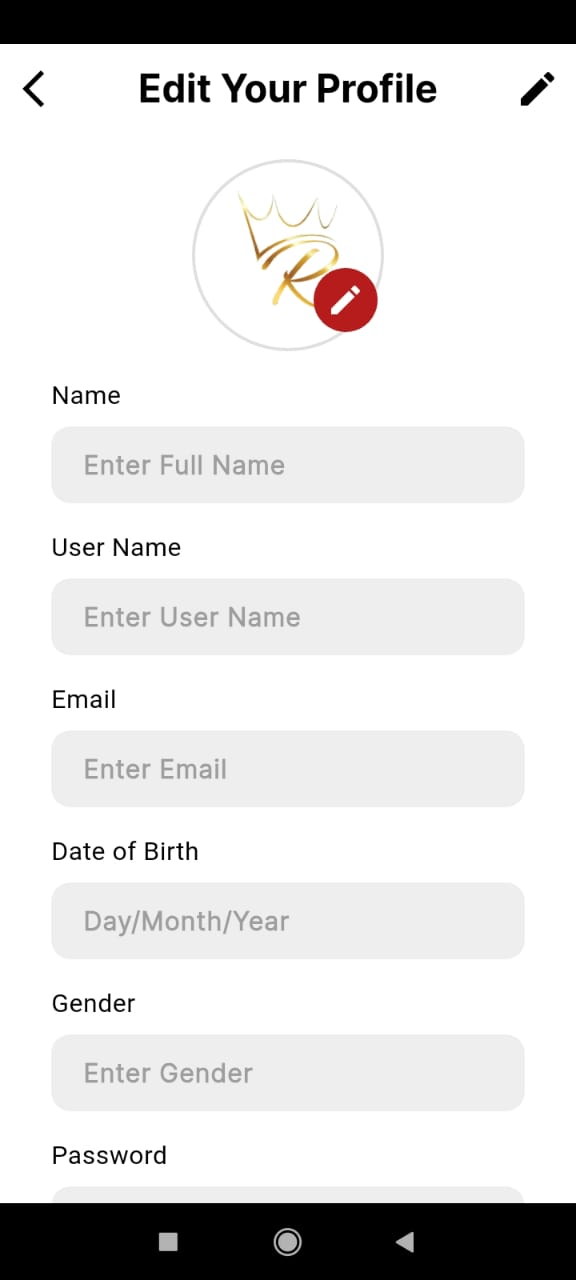 Edit Your Profile
R
Name
Enter Full Name
User Name
Enter User Name
Email
Enter Email
Date of Birth
Day/Month/Year
Gender
Enter Gender
Password